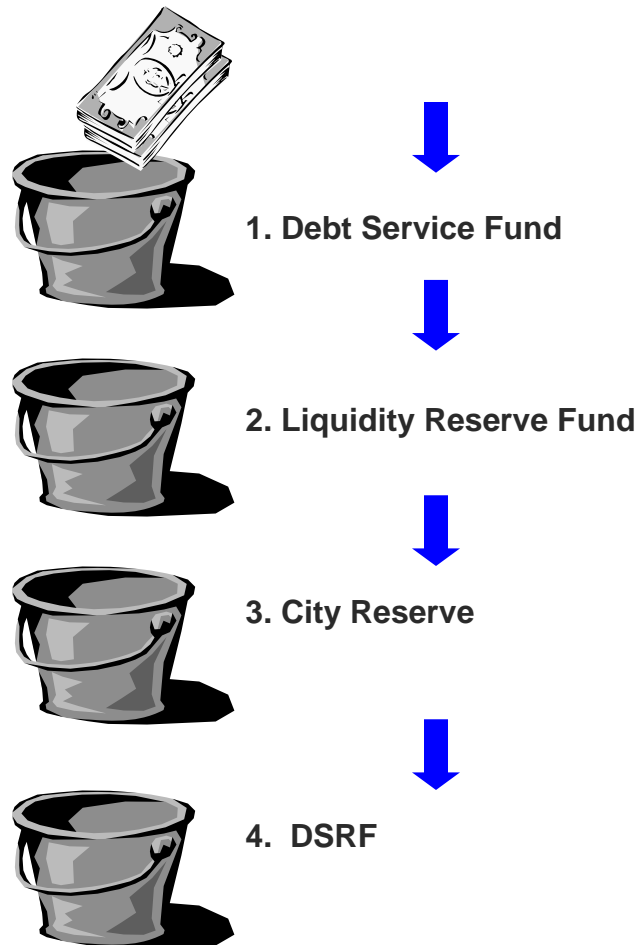 1. Debt Service Fund
2. Liquidity Reserve Fund
3. City Reserve
4. DSRF